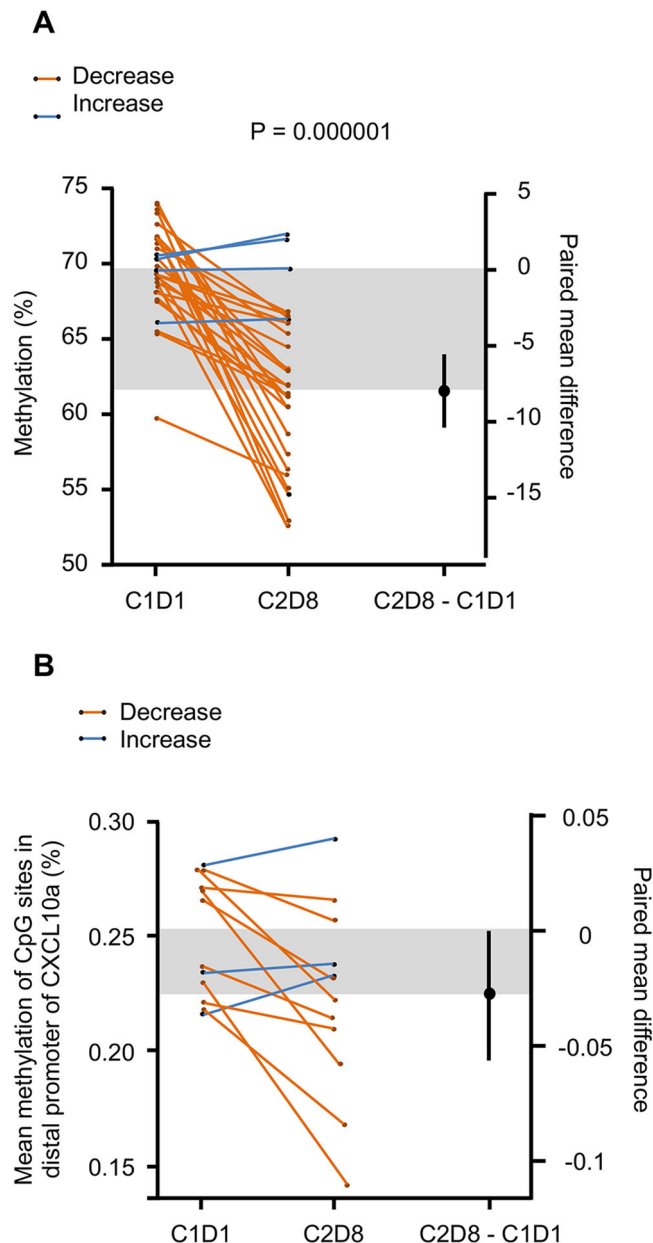 A
Decrease
Increase
P = 0.000001
75
70
65
60
55
50
Methylation (%)
5
0
-5
-10
-15
Paired mean difference
C1D1
C2D8
C2D8 - C1D1
B
Decrease
Increase
0.30
0.25
0.20
0.15
Mean methylation of CpG sites in
distal promoter of CXCL10a (%)
0.05
0
-0.05
-0.1
Paired mean difference
C1D1
C2D8
C2D8 - C1D1